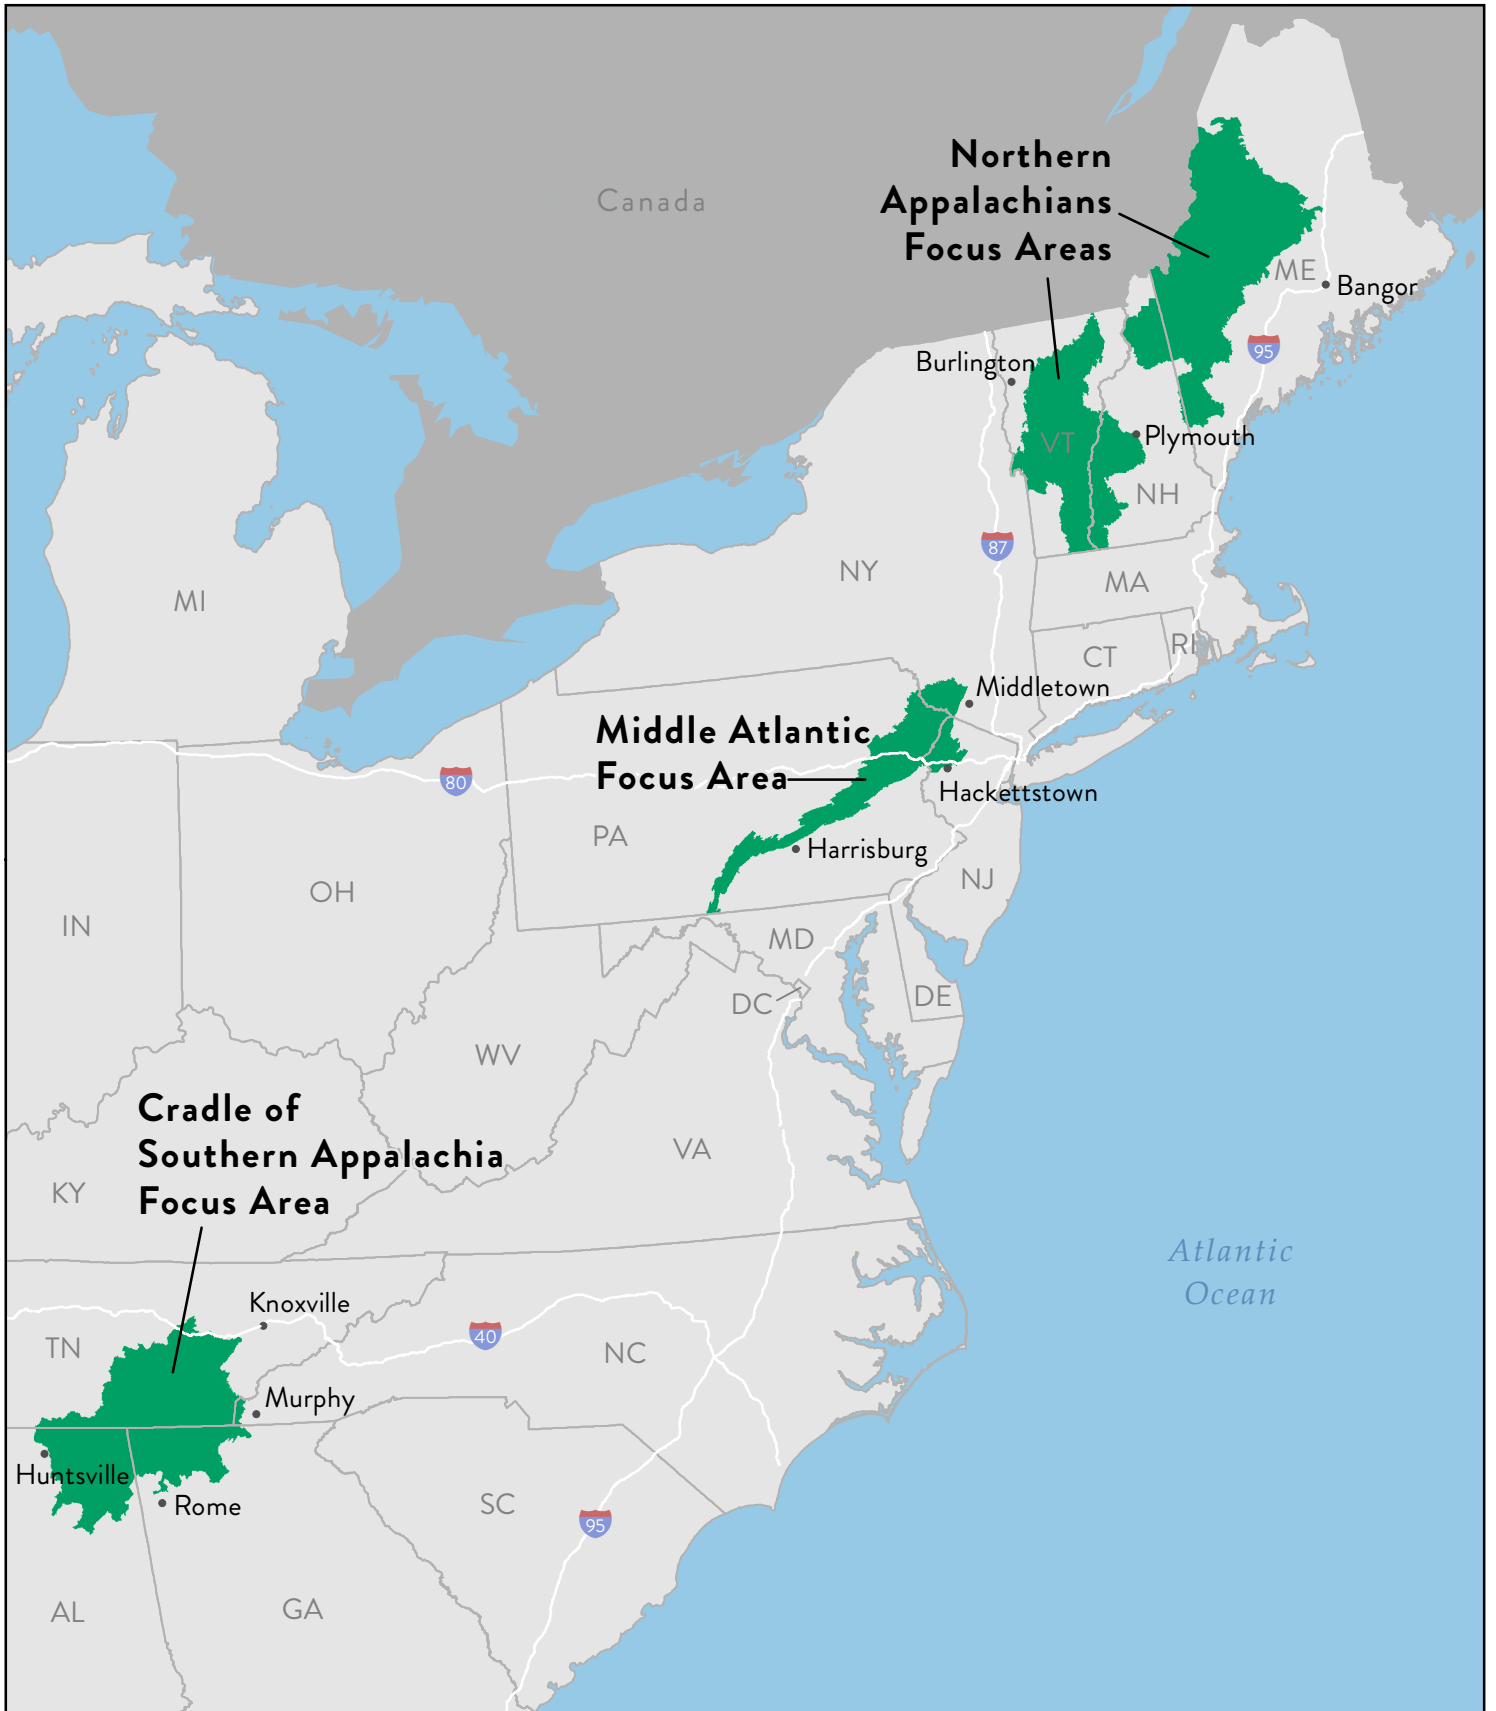 Canada
Northern
Appalachians
Focus Areas
ME
Bangor
95
Burlington
VT
Plymouth
NH
87
NY
MA
MI
CT
RI
Middletown
Middle Atlantic
Focus Area
80
Hackettstown
PA
Harrisburg
NJ
OH
IN
MD
DC
DE
WV
Cradle of
Southern Appalachia
Focus Area
VA
KY
Atlantic
Ocean
Knoxville
TN
40
NC
Murphy
Huntsville
Rome
SC
95
AL
GA